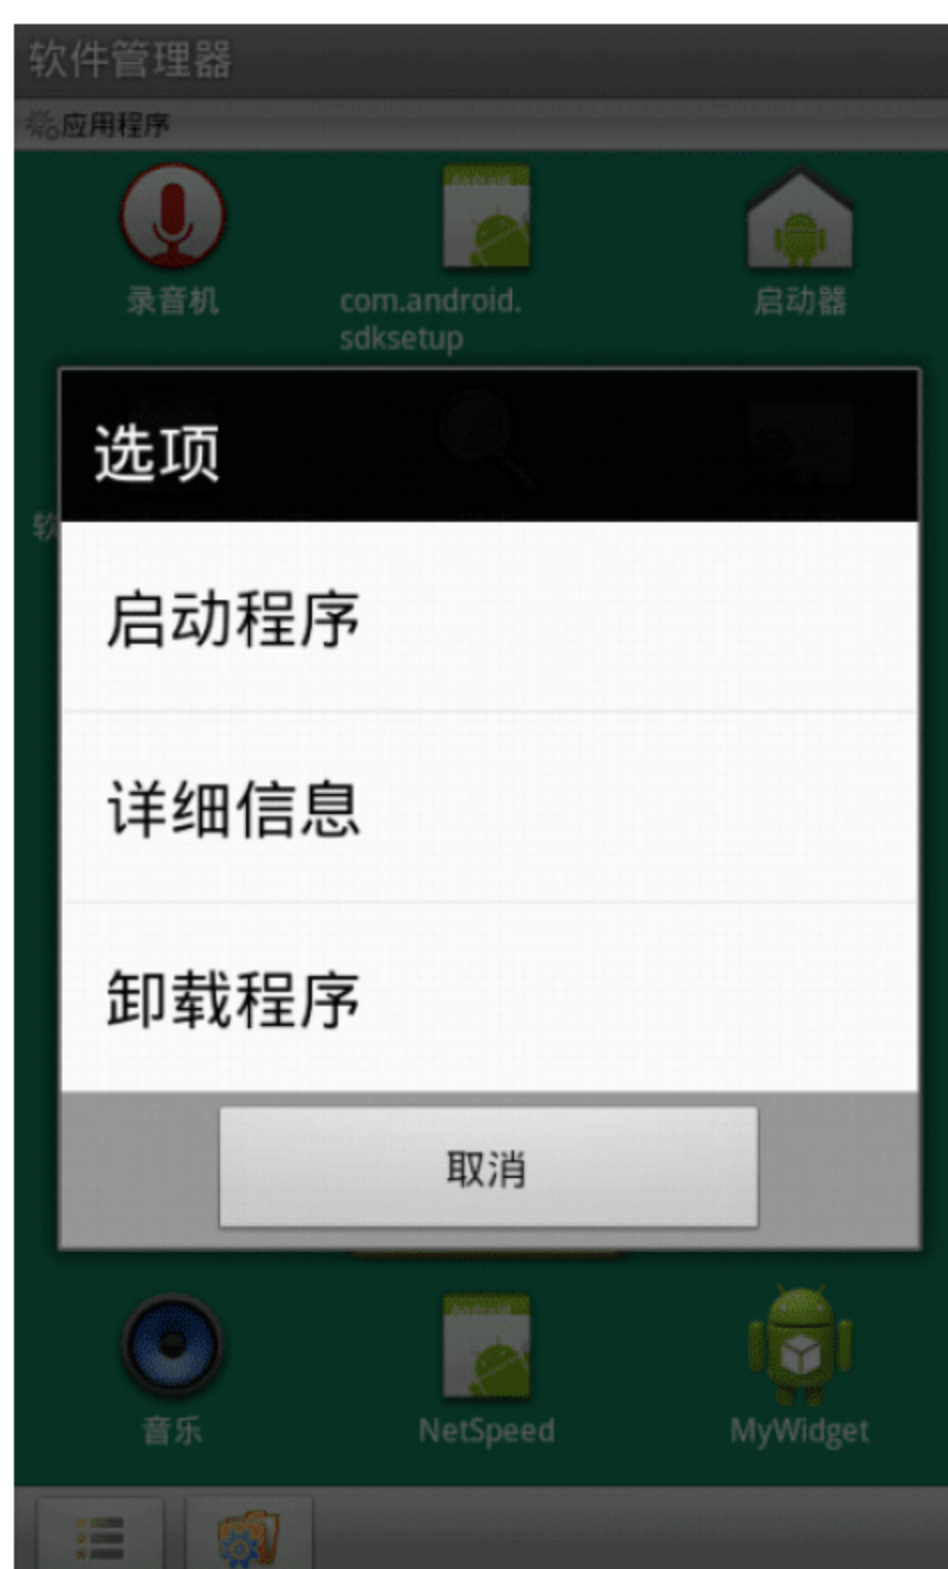 软件管理器
应用程序
录音机
com.android.
sdksetup
启动器
选项
软
启动程序
详细信息
卸载程序
取消
音乐
NetSpeed
MyWidget